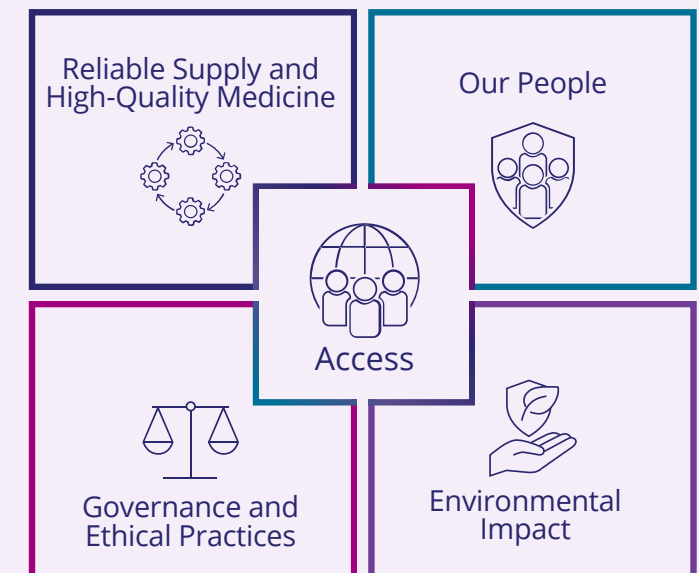 Reliable Supply and
High-Quality Medicine
Our People
Access
Governance and
Ethical Practices
Environmental
Impact